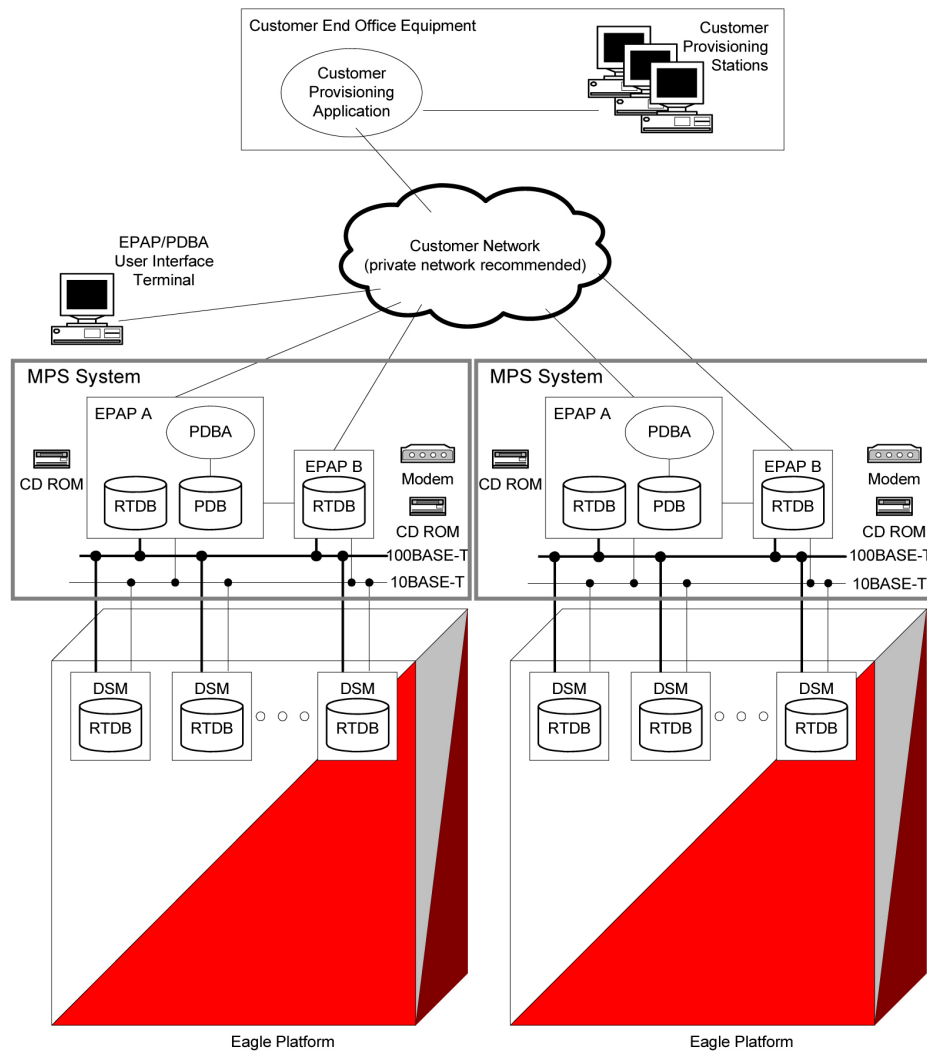 Customer End Office Equipment
Customer
Provisioning
Stations
Customer
Provisioning
Application
Customer Network
(private network recommended)
EPAP/PDBA
User Interface
Terminal
MPS System
EPAP A
PDBA
CD ROM
RTDB
PDB
EPAP B
RTDB
Modem
CD ROM
100BASE-T
10BASE-T
MPS System
EPAP A
PDBA
CD ROM
RTDB
PDB
EPAP B
RTDB
Modem
CD ROM
100BASE-T
10BASE-T
DSM
RTDB
DSM
RTDB
DSM
RTDB
DSM
RTDB
DSM
RTDB
DSM
RTDB
Eagle Platform
Eagle Platform